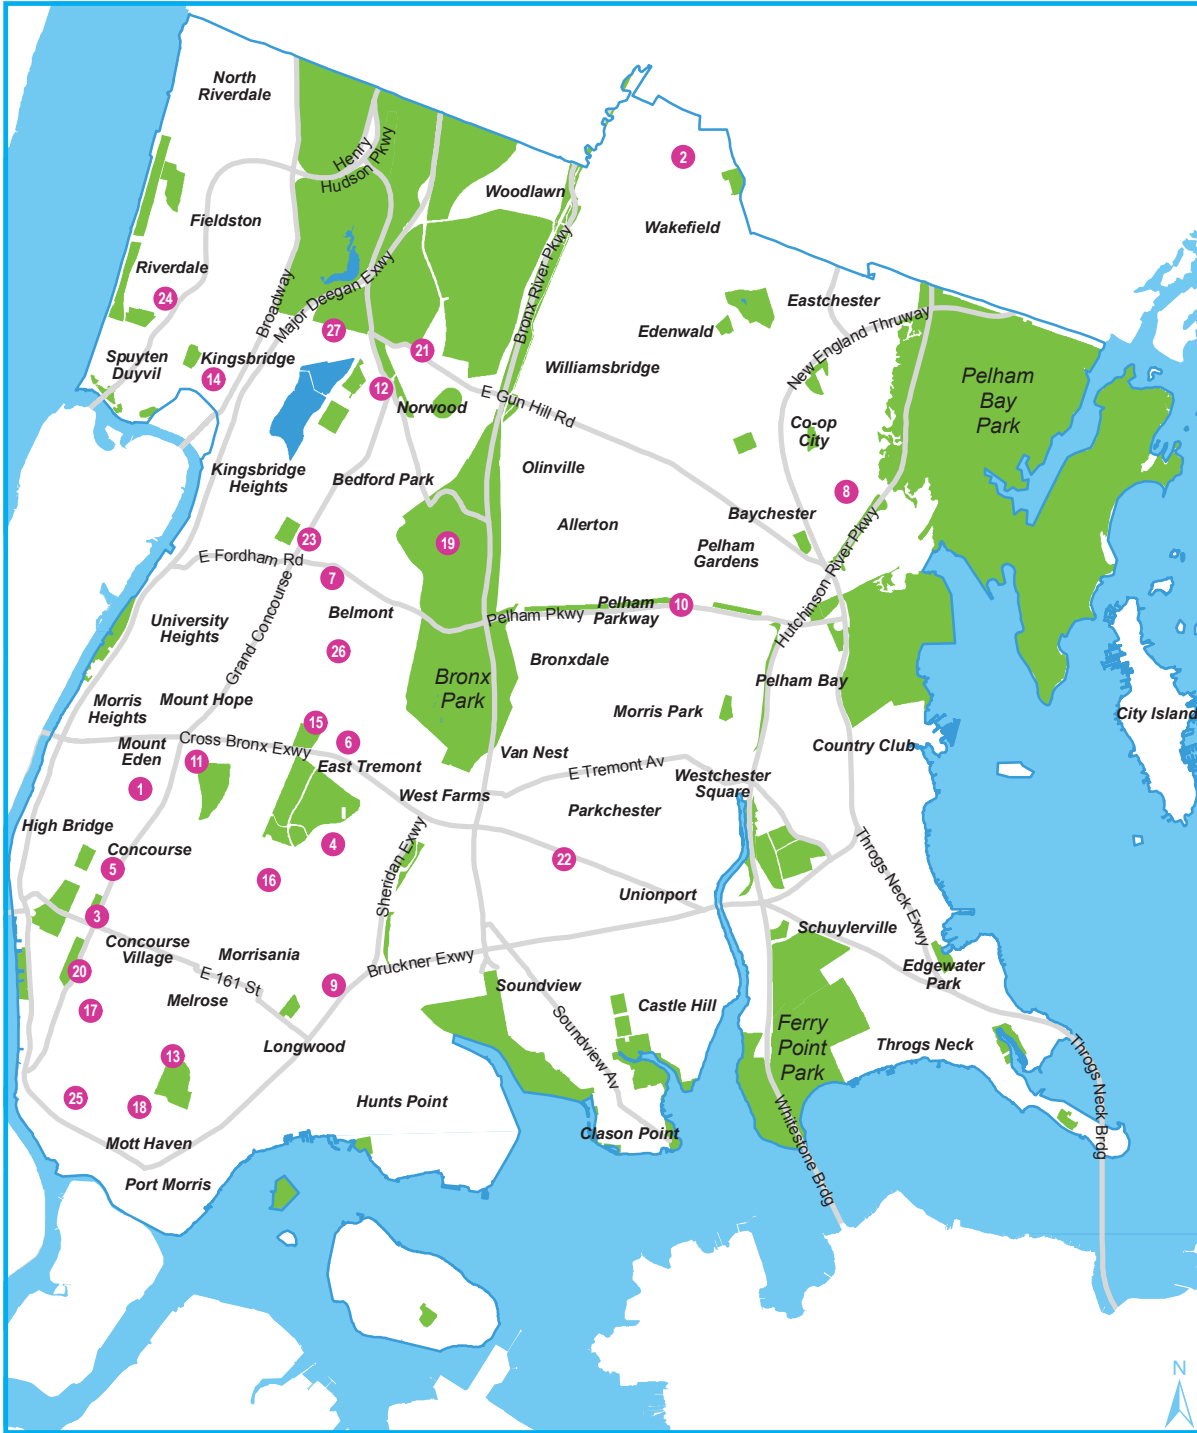 North
Riverdale
Henry
Hudson Pkwy
2
Woodlawn
Wakefield
Fieldston
Riverdale
24
Broadway
Major Deegan Exwy
Bronx River Pkwy
Eastchester
Edenwald
New England Thruway
27
21
Spuyten
Duyvil
Kingsbridge
14
12
Norwood
Williamsbridge
E Gun Hill Rd
Pelham
Bay
Park
Co-op
City
Kingsbridge
Heights
Bedford Park
Olinville
8
Baychester
Allerton
Pelham
Gardens
Hutchinson River Pkwy
23
19
E Fordham Rd
7
Grand Concourse
Belmont
Pelham Pkwy
Pelham
Parkway
10
University
Heights
26
Bronxdale
Bronx
Park
Pelham Bay
Morris
Heights
Mount Hope
Morris Park
City Island
15
6
Cross Bronx Exwy
Mount
Eden
11
East Tremont
Van Nest
E Tremont Av
Country Club
Westchester
Square
1
West Farms
Parkchester
High Bridge
Concourse
5
4
Sheridan Exwy
22
16
Throgs Neck Exwy
Unionport
3
Concourse
Village
Morrisania
Schuylerville
20
E 161 St
Bruckner Exwy
Edgewater
Park
9
Melrose
Soundview
Castle Hill
17
Soundview Av
Ferry
Point
Park
Longwood
Throgs Neck
13
25
18
Hunts Point
Throgs Neck Brdg
Mott Haven
Clason Point
Whitestone Brdg
Port Morris
N